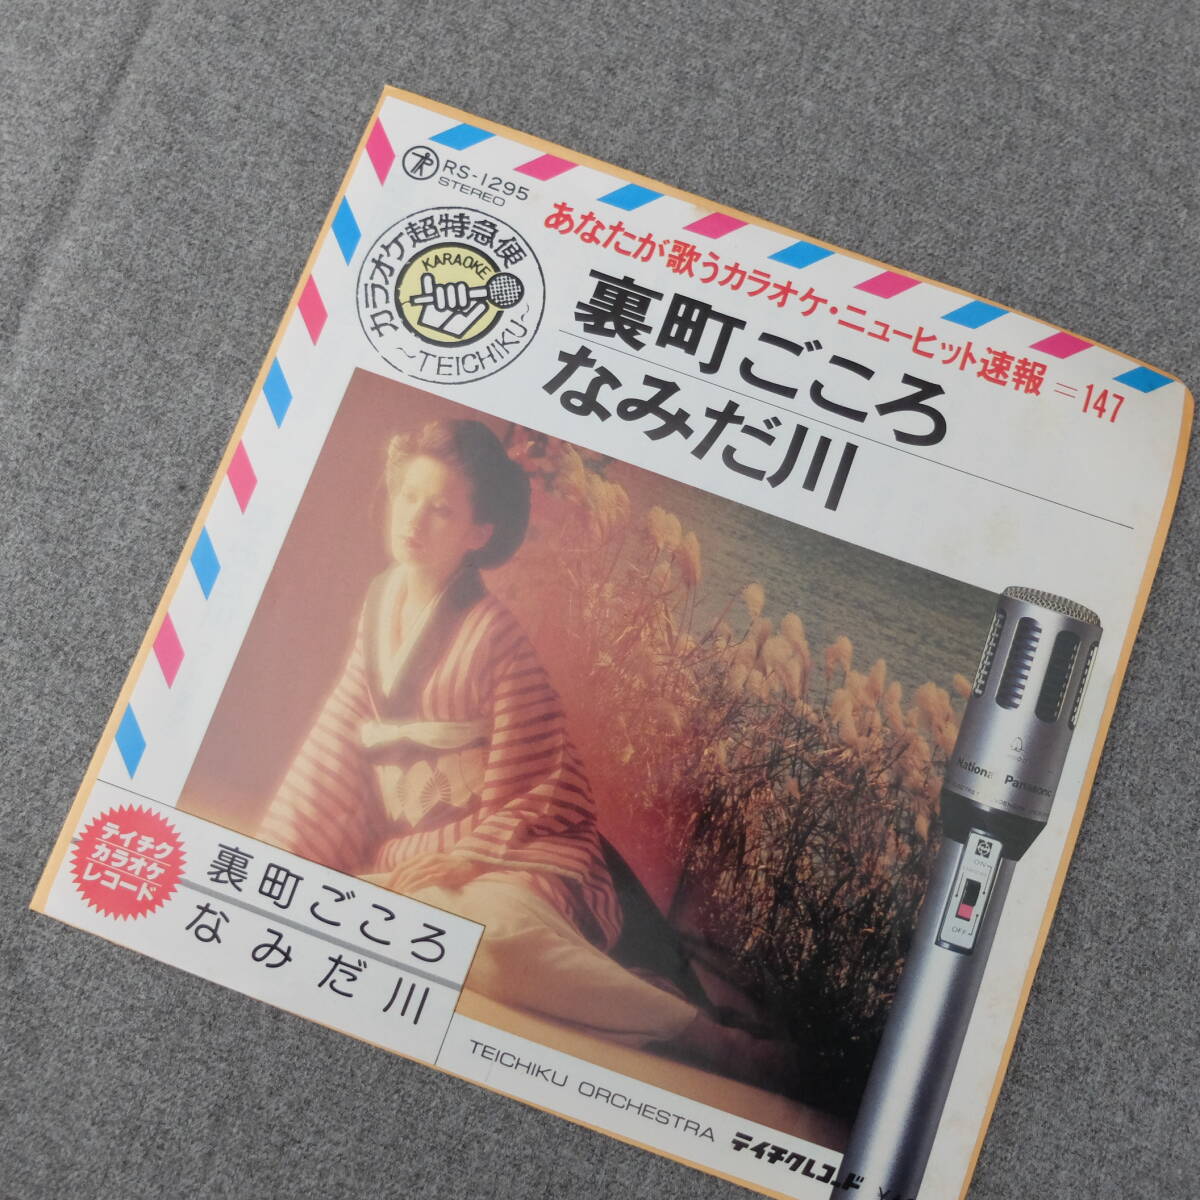 RS-1295
STEREO
カラオケ超特急便
KARAOKE
～TEICHIKU～
あなたが歌うカラオケ・ニューヒット速報＝147
裏町ごころ
なみだ川
National Panasonic
ON
OFF
テイチク
カラオケ
レコード
裏町ごころ
なみだ川
TEICHIKU ORCHESTRA
テイチクレコード